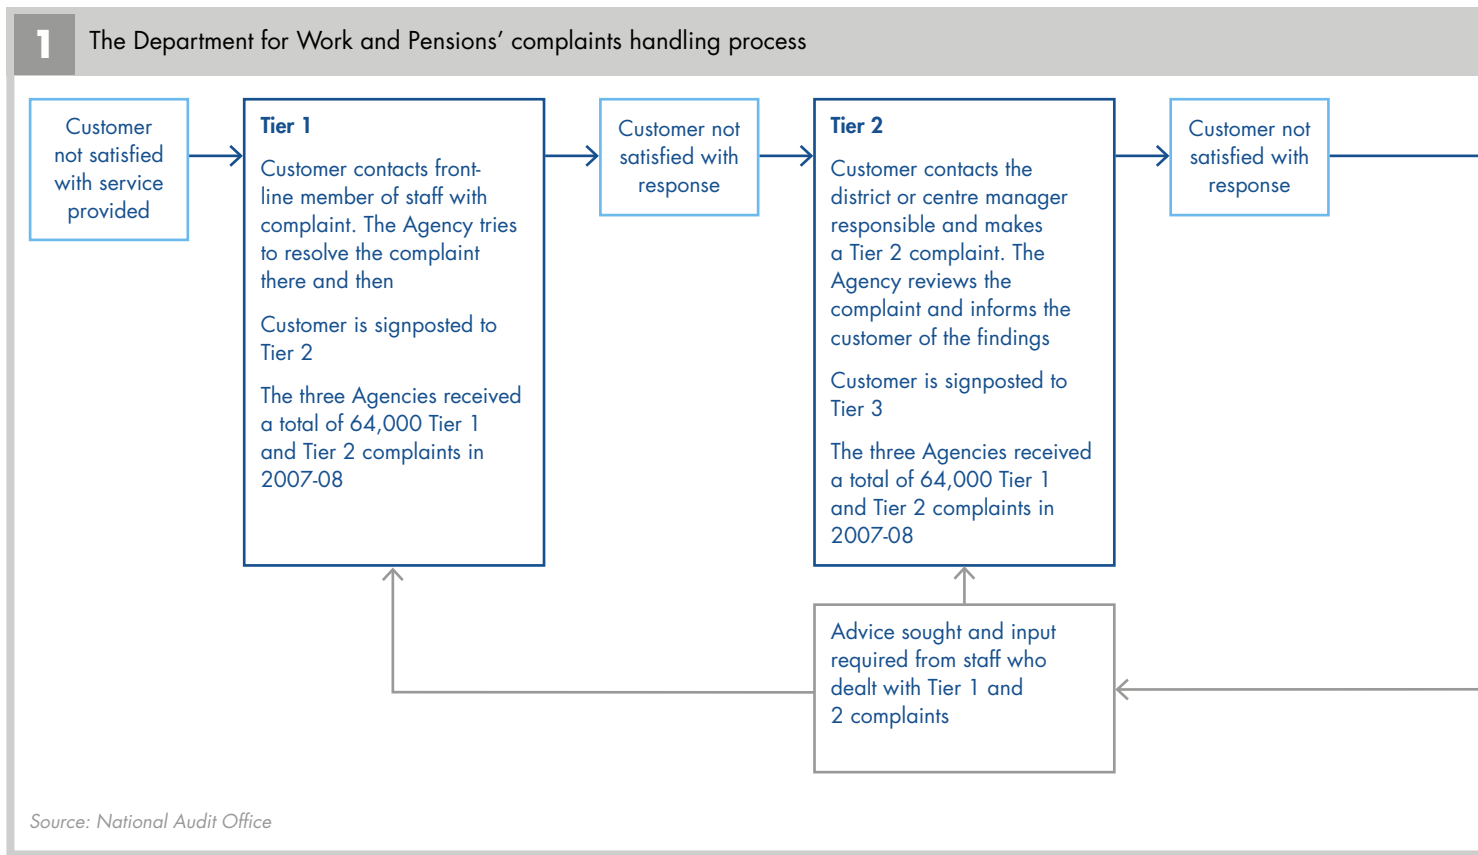 1
The Department for Work and Pensions’ complaints handling process
Customer
not satisfied
with service
provided
Tier 1
Customer contacts front-
line member of staff with
complaint. The Agency tries
to resolve the complaint
there and then
Customer is signposted to
Tier 2
The three Agencies received
a total of 64,000 Tier 1
and Tier 2 complaints in
2007-08
Customer not
satisfied with
response
Tier 2
Customer contacts the
district or centre manager
responsible and makes
a Tier 2 complaint. The
Agency reviews the
complaint and informs the
customer of the findings
Customer is signposted to
Tier 3
The three Agencies received
a total of 64,000 Tier 1
and Tier 2 complaints in
2007-08
Customer not
satisfied with
response
Advice sought and input
required from staff who
dealt with Tier 1 and
2 complaints
Source: National Audit Office